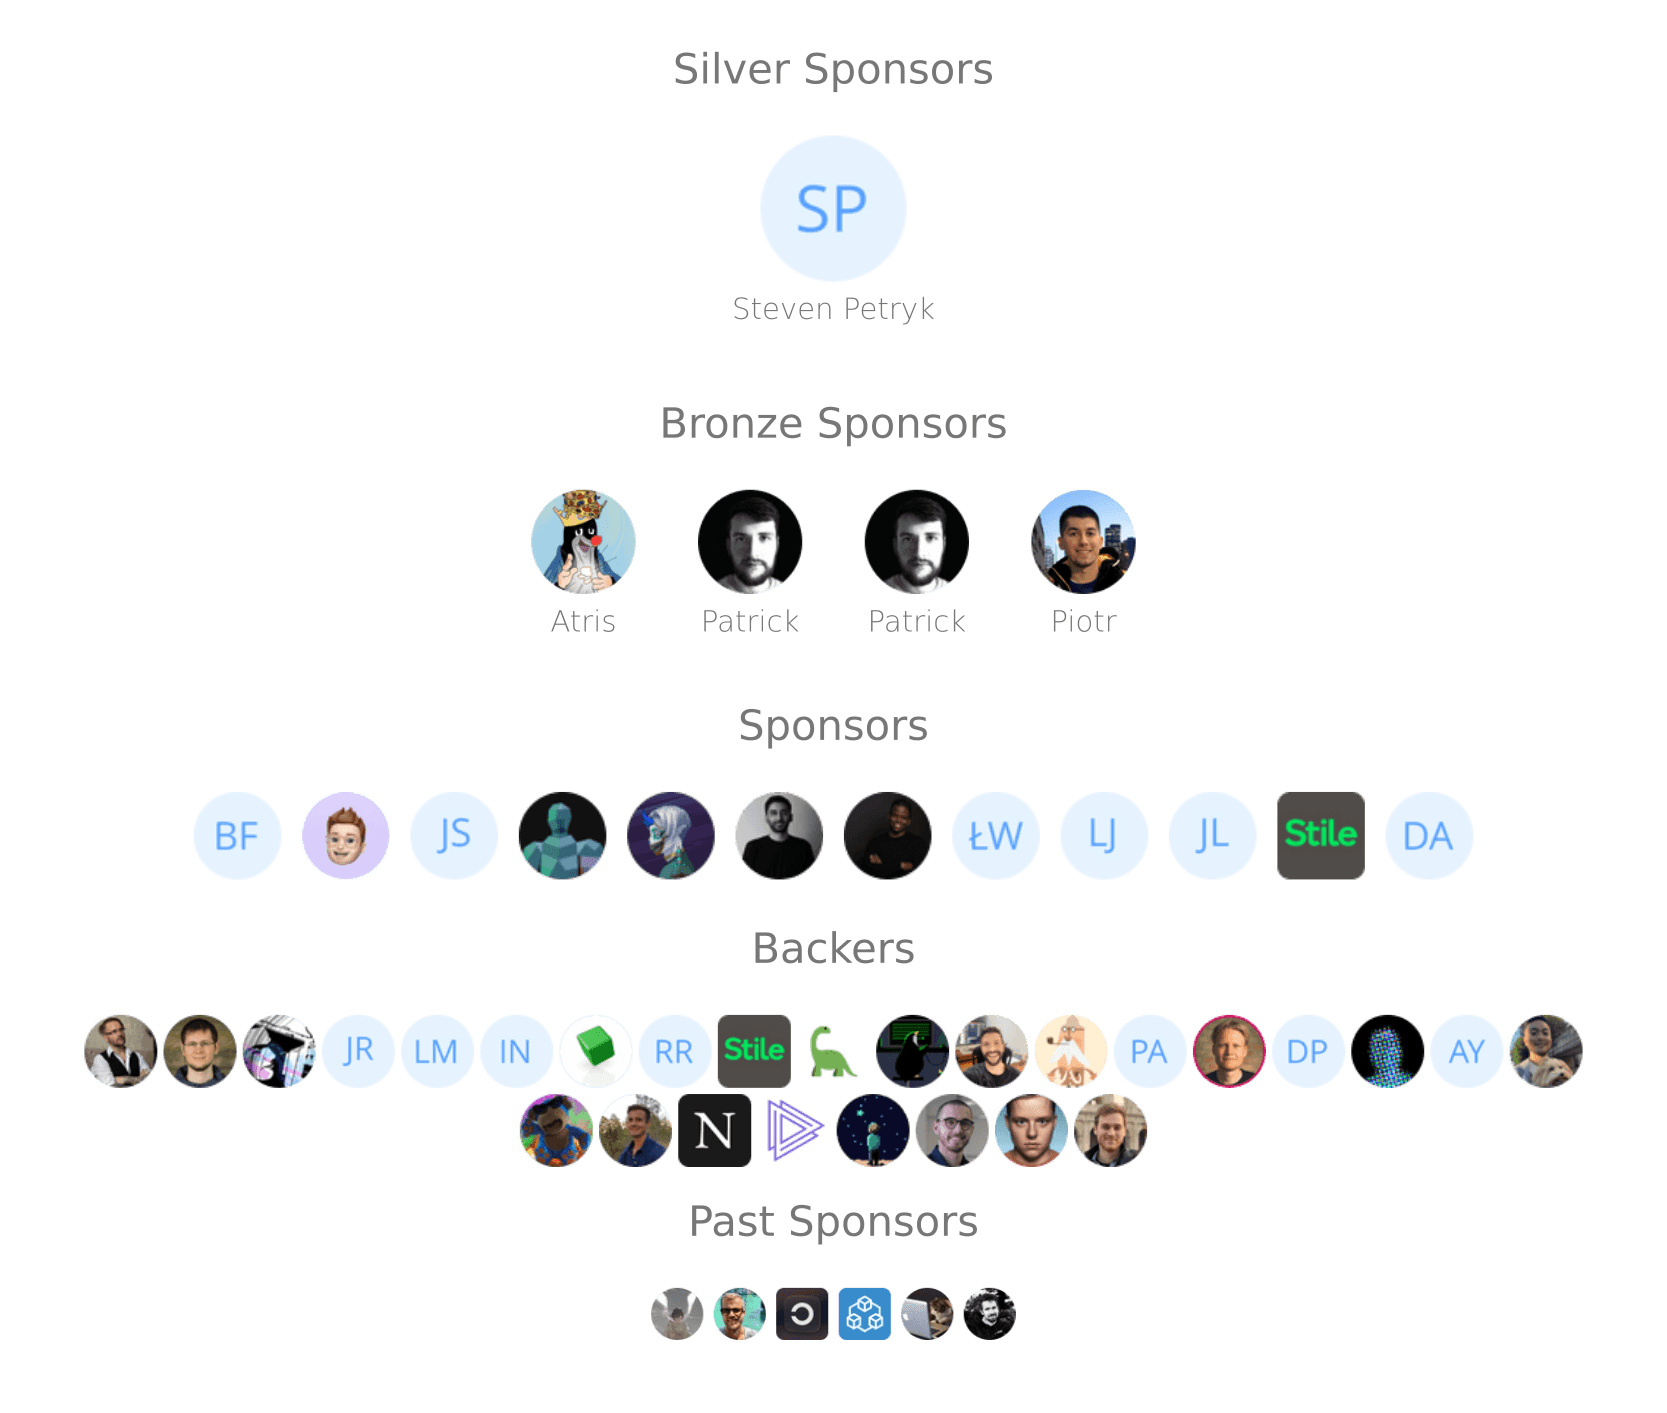 Silver Sponsors
SP
Steven Petryk
Bronze Sponsors
Atris Patrick Patrick Piotr
Sponsors
BF JS ŁW LJ JL Stile DA
Backers
JR LM IN RR Stile PA DP AY
N
Past Sponsors